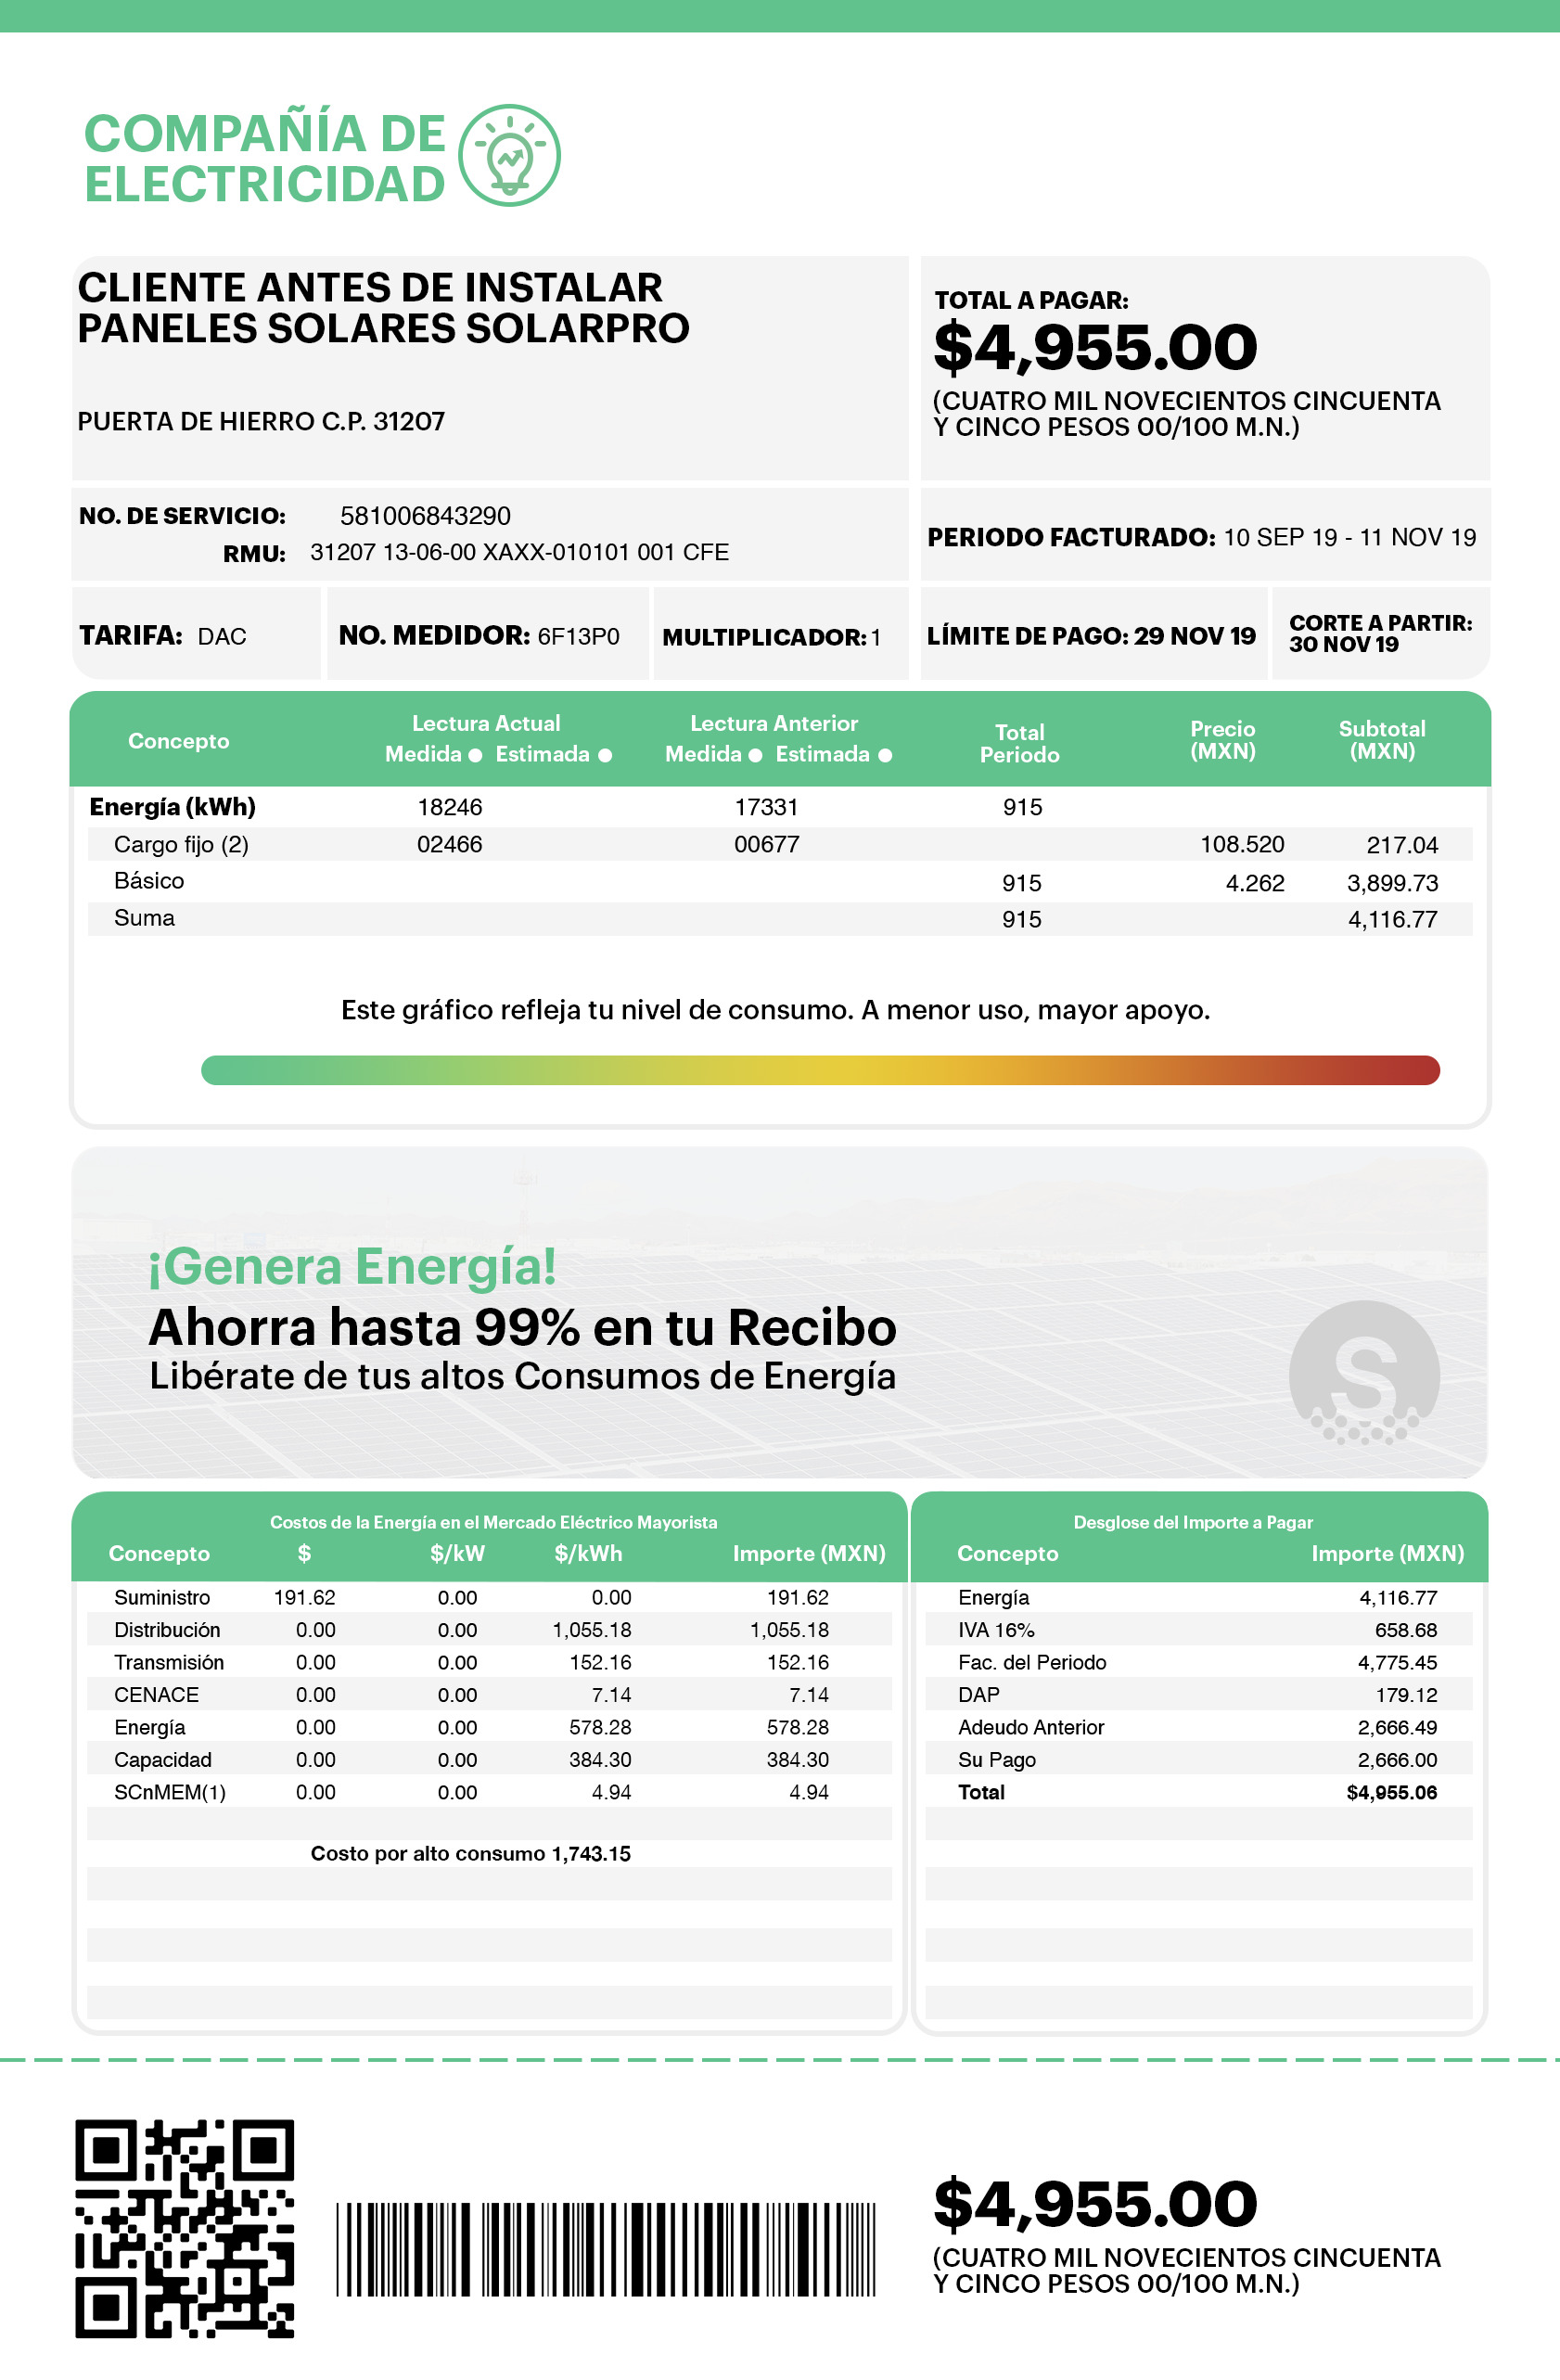 COMPAÑÍA DE
ELECTRICIDAD
CLIENTE ANTES DE INSTALAR
PANELES SOLARES SOLARPRO
PUERTA DE HIERRO C.P. 31207
TOTAL A PAGAR:
$4,955.00
(CUATRO MIL NOVECIENTOS CINCUENTA
Y CINCO PESOS 00/100 M.N.)
NO. DE SERVICIO: 581006843290
RMU: 31207 13-06-00 XAXX-010101 001 CFE
PERIODO FACTURADO: 10 SEP 19 - 11 NOV 19
TARIFA: DAC
NO. MEDIDOR: 6F13P0
MULTIPLICADOR: 1
LÍMITE DE PAGO: 29 NOV 19
CORTE A PARTIR:
30 NOV 19
Concepto
Lectura Actual
Medida Estimada
Lectura Anterior
Medida Estimada
Total
Periodo
Precio
(MXN)
Subtotal
(MXN)
Energía (kWh) 18246 17331 915
Cargo fijo (2) 02466 00677 108.520 217.04
Básico 915 4.262 3,899.73
Suma 915 4,116.77
Este gráfico refleja tu nivel de consumo. A menor uso, mayor apoyo.
¡Genera Energía!
Ahorra hasta 99% en tu Recibo
Libérate de tus altos Consumos de Energía
S
Costos de la Energía en el Mercado Eléctrico Mayorista
Concepto $ $/kW $/kWh Importe (MXN)
Suministro 191.62 0.00 0.00 191.62
Distribución 0.00 0.00 1,055.18 1,055.18
Transmisión 0.00 0.00 152.16 152.16
CENACE 0.00 0.00 7.14 7.14
Energía 0.00 0.00 578.28 578.28
Capacidad 0.00 0.00 384.30 384.30
SCnMEM(1) 0.00 0.00 4.94 4.94
Costo por alto consumo 1,743.15
Desglose del Importe a Pagar
Concepto Importe (MXN)
Energía 4,116.77
IVA 16% 658.68
Fac. del Periodo 4,775.45
DAP 179.12
Adeudo Anterior 2,666.49
Su Pago 2,666.00
Total $4,955.06
$4,955.00
(CUATRO MIL NOVECIENTOS CINCUENTA
Y CINCO PESOS 00/100 M.N.)